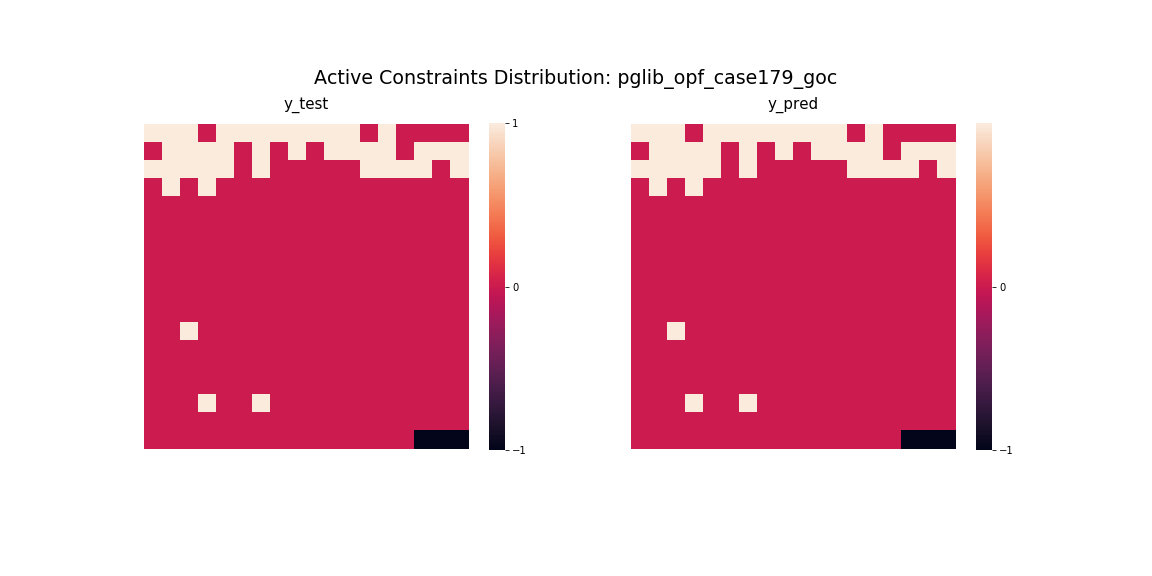 Active Constraints Distribution: pglib_opf_case179_goc
y_test
y_pred
1
0
−1
0
−1